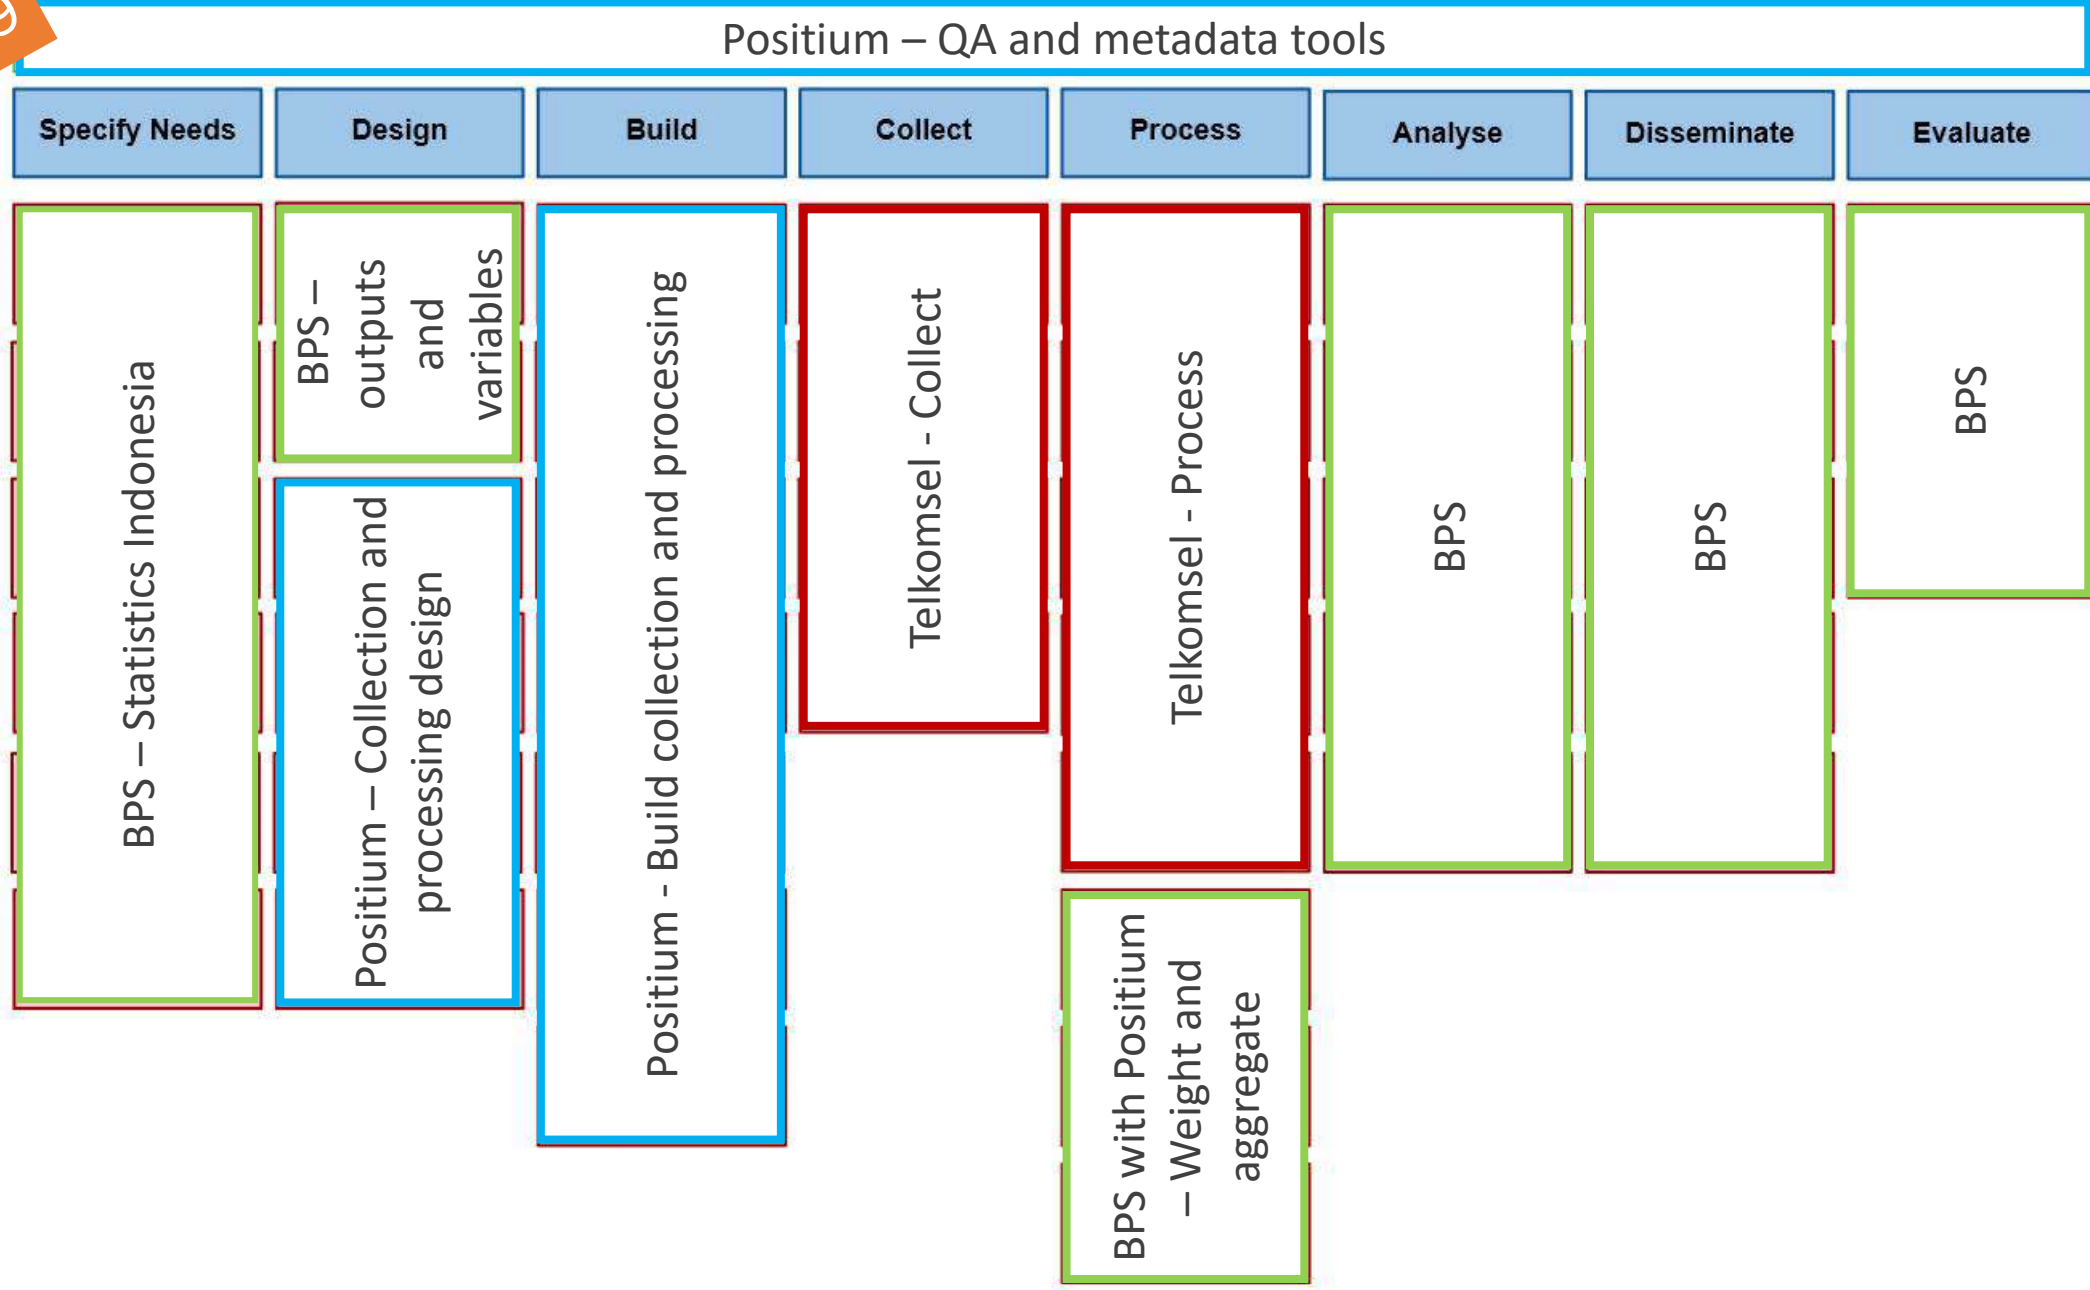 Positium – QA and metadata tools
Specify Needs
Design
Build
Collect
Process
Analyse
Disseminate
Evaluate
BPS – Statistics Indonesia
BPS –
outputs
and
variables
Positium – Collection and
processing design
Positium - Build collection and processing
Telkomsel - Collect
Telkomsel - Process
BPS with Positium
– Weight and
aggregate
BPS
BPS
BPS